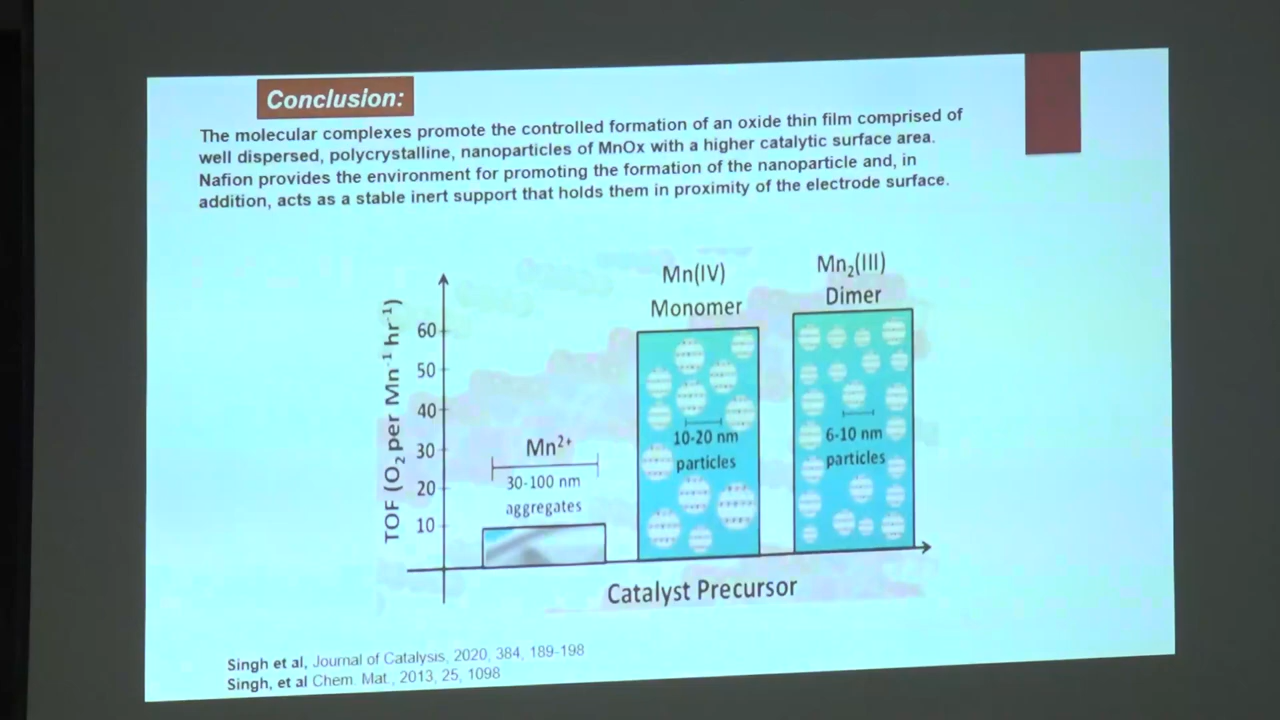 Conclusion:
The molecular complexes promote the controlled formation of an oxide thin film comprised of
well dispersed, polycrystalline, nanoparticles of MnOx with a higher catalytic surface area.
Nafion provides the environment for promoting the formation of the nanoparticle and, in
addition, acts as a stable inert support that holds them in proximity of the electrode surface.
Mn(IV)
Monomer
Mn₂(III)
Dimer
TOF (O₂ per Mn⁻¹ hr⁻¹)
60
50
40
30
20
10
Mn²⁺
30-100 nm
aggregates
10-20 nm
particles
6-10 nm
particles
Catalyst Precursor
Singh et al, Journal of Catalysis, 2020, 384, 189-198
Singh, et al Chem. Mat., 2013, 25, 1098